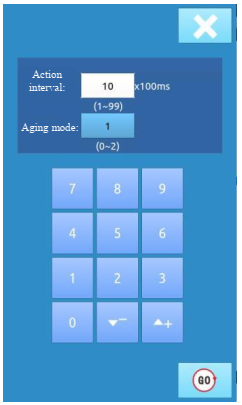 Action
interval:
10 x100ms
(1~99)
Aging mode: 1
(0~2)
7 8 9
4 5 6
1 2 3
0 ▼− ▲+
GO